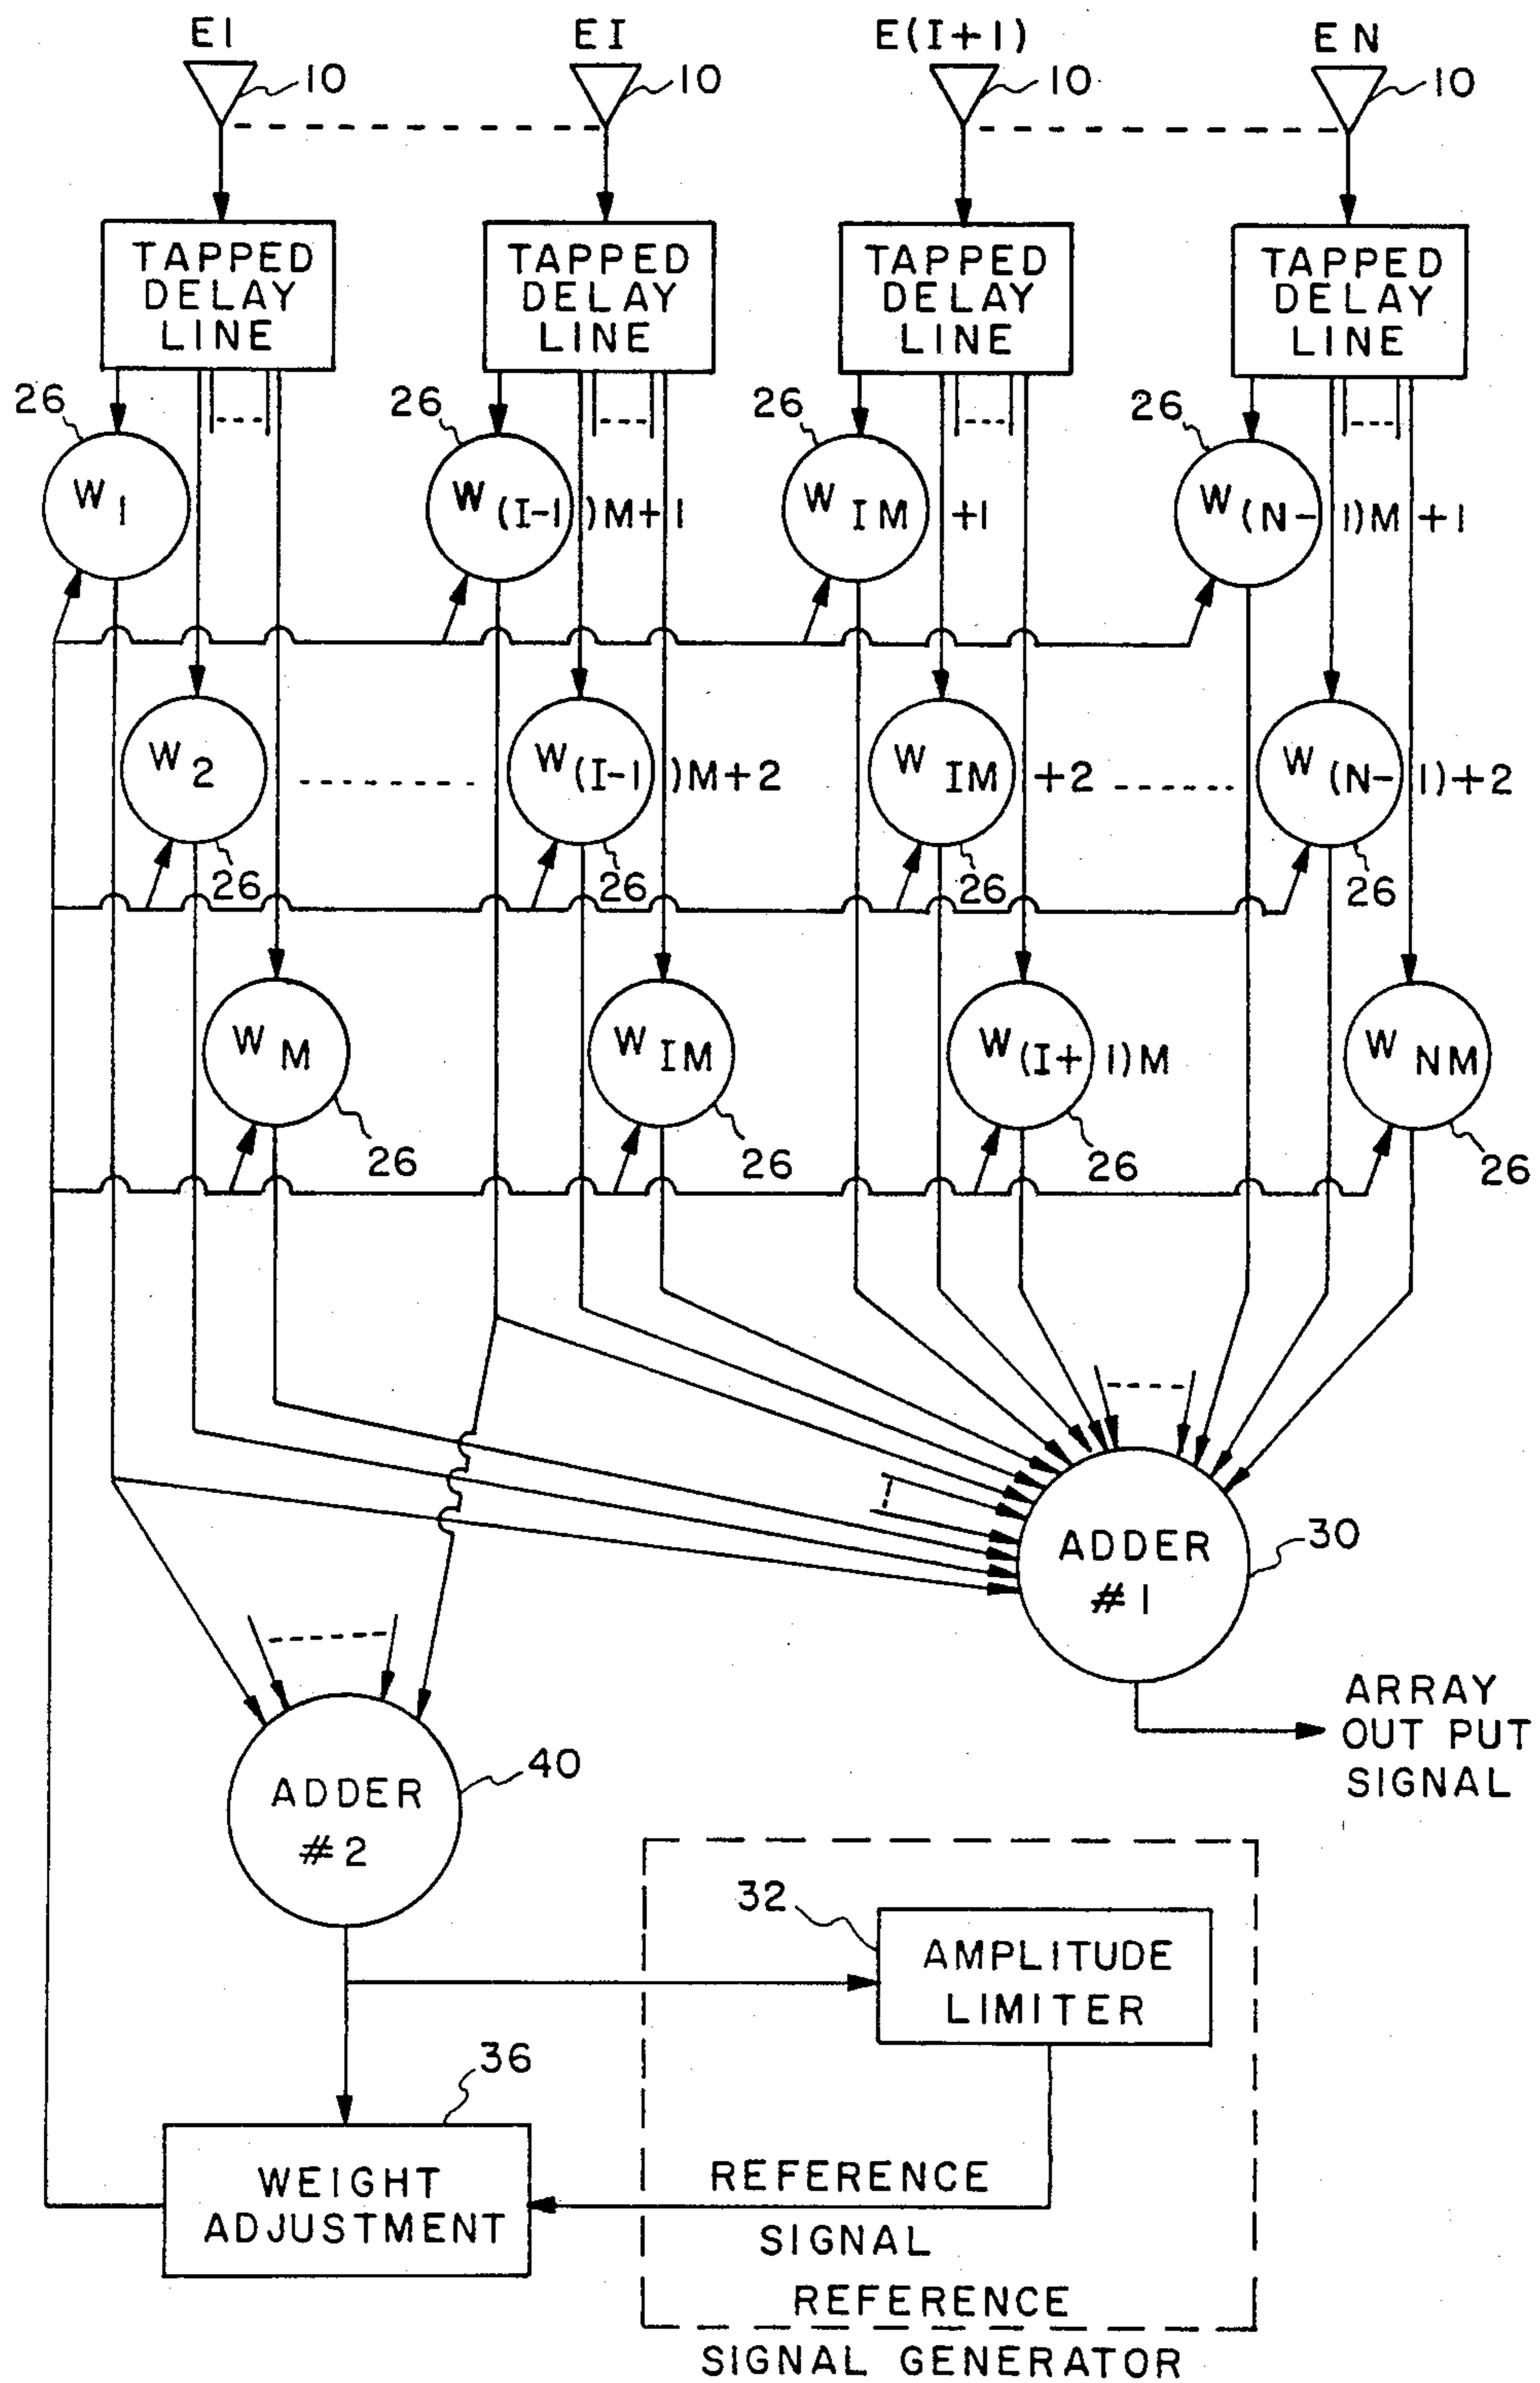 E1 EI E(I+1) EN
10 10 10 10
TAPPED DELAY LINE
TAPPED DELAY LINE
TAPPED DELAY LINE
TAPPED DELAY LINE
26 26 26 26
W1 W(I-1)M+1 WIM+1 W(N-1)M+1
W2 W(I-1)M+2 WIM+2 W(N-1)+2
26 26 26 26
WM WIM W(I+1)M WNM
26 26 26 26
ADDER
#1
30
ARRAY
OUT PUT
SIGNAL
ADDER
#2
40
32
AMPLITUDE
LIMITER
36
WEIGHT
ADJUSTMENT
REFERENCE
SIGNAL
REFERENCE
SIGNAL GENERATOR